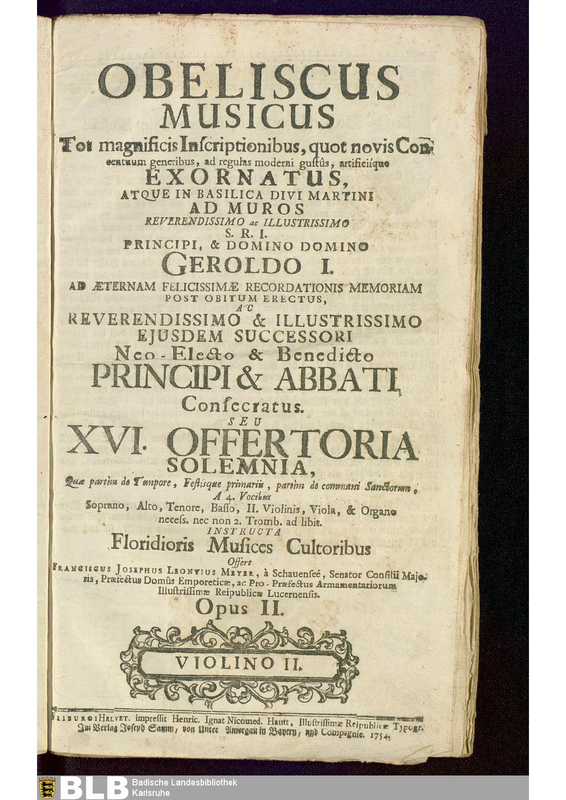 OBELISCUS
MUSICUS
Tot magnificis Inscriptionibus, quot novis Con-
centuum generibus, ad regulas moderni gustûs, artificiisque
EXORNATUS,
ATQUE IN BASILICA DIVI MARTINI
AD MUROS
REVERENDISSIMO ac ILLUSTRISSIMO
S. R. I.
PRINCIPI, & DOMINO DOMINO
GEROLDO I.
AD ÆTERNAM FELICISSIMÆ RECORDATIONIS MEMORIAM
POST OBITUM ERECTUS,
AC
REVERENDISSIMO & ILLUSTRISSIMO
EJUSDEM SUCCESSORI
Neo-Electo & Benedicto
PRINCIPI & ABBATI,
Consecratus.
SEU
XVI. OFFERTORIA
SOLEMNIA,
Quæ partim de Tempore, Festisque primariis, partim de communi Sanctorum,
A 4. Vocibus
Soprano, Alto, Tenore, Basso, II. Violinis, Viola, & Organo
necess. nec non 2. Tromb. ad libit.
INSTRUCTA
Floridioris Musices Cultoribus
Offert
FRANCISCUS JOSEPHUS LEONTIUS MEYER, à Schauensée, Senator Consilii Majo-
ris, Præfectus Domûs Emporeticæ, ac Pro-Præfectus Armamentariorum
Illustrissimæ Reipublicæ Lucernensis.
Opus II.
VIOLINO II.
FRIBURGI HELVET. impressit Henric. Ignat Nicomed. Hautt, Illustrissimæ Reipublicæ Typogr.
Im Verlag Joseph Samm, von Unter Amergau in Bayern, und Compagnie. 1754.
BLB Badische Landesbibliothek
Karlsruhe